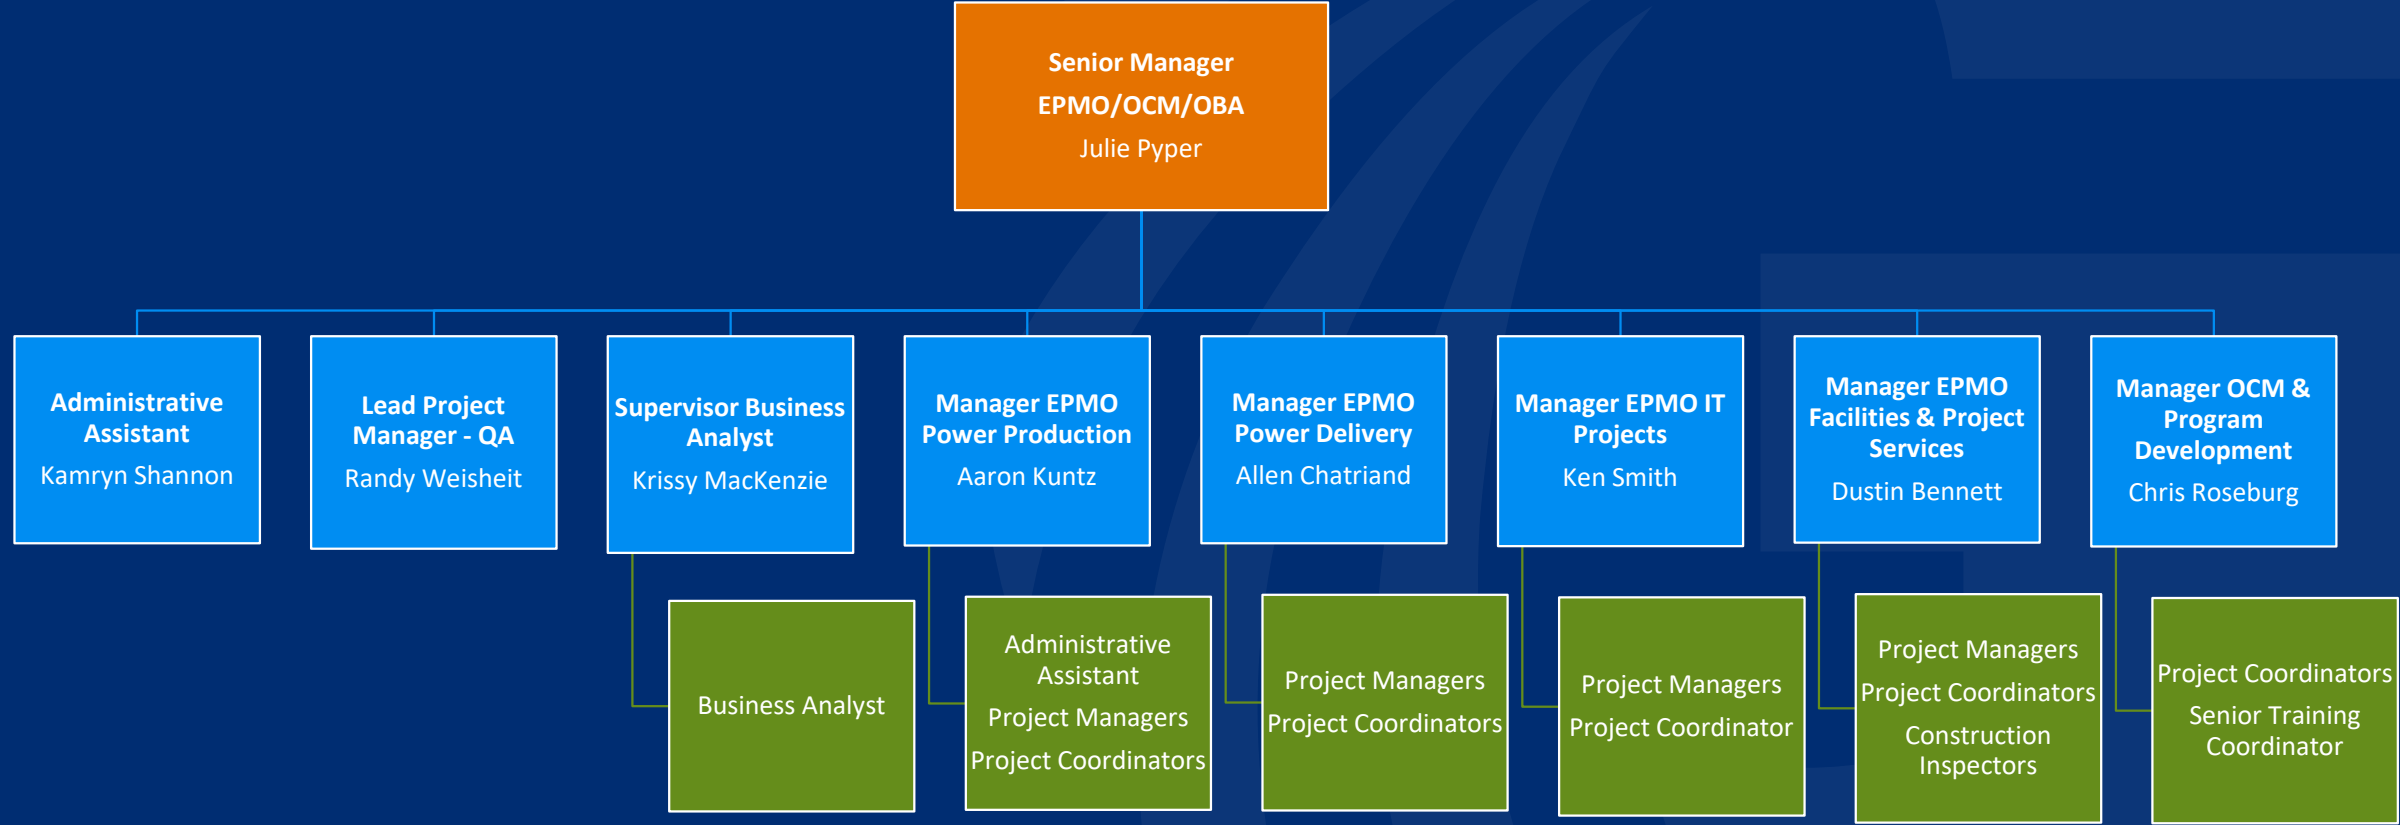 Senior Manager
EPMO/OCM/OBA
Julie Pyper
Administrative
Assistant
Kamryn Shannon
Lead Project
Manager - QA
Randy Weisheit
Supervisor Business
Analyst
Krissy MacKenzie
Manager EPMO
Power Production
Aaron Kuntz
Manager EPMO
Power Delivery
Allen Chatriand
Manager EPMO IT
Projects
Ken Smith
Manager EPMO
Facilities & Project
Services
Dustin Bennett
Manager OCM &
Program
Development
Chris Roseburg
Business Analyst
Administrative
Assistant
Project Managers
Project Coordinators
Project Managers
Project Coordinators
Project Managers
Project Coordinator
Project Managers
Project Coordinators
Construction
Inspectors
Project Coordinators
Senior Training
Coordinator